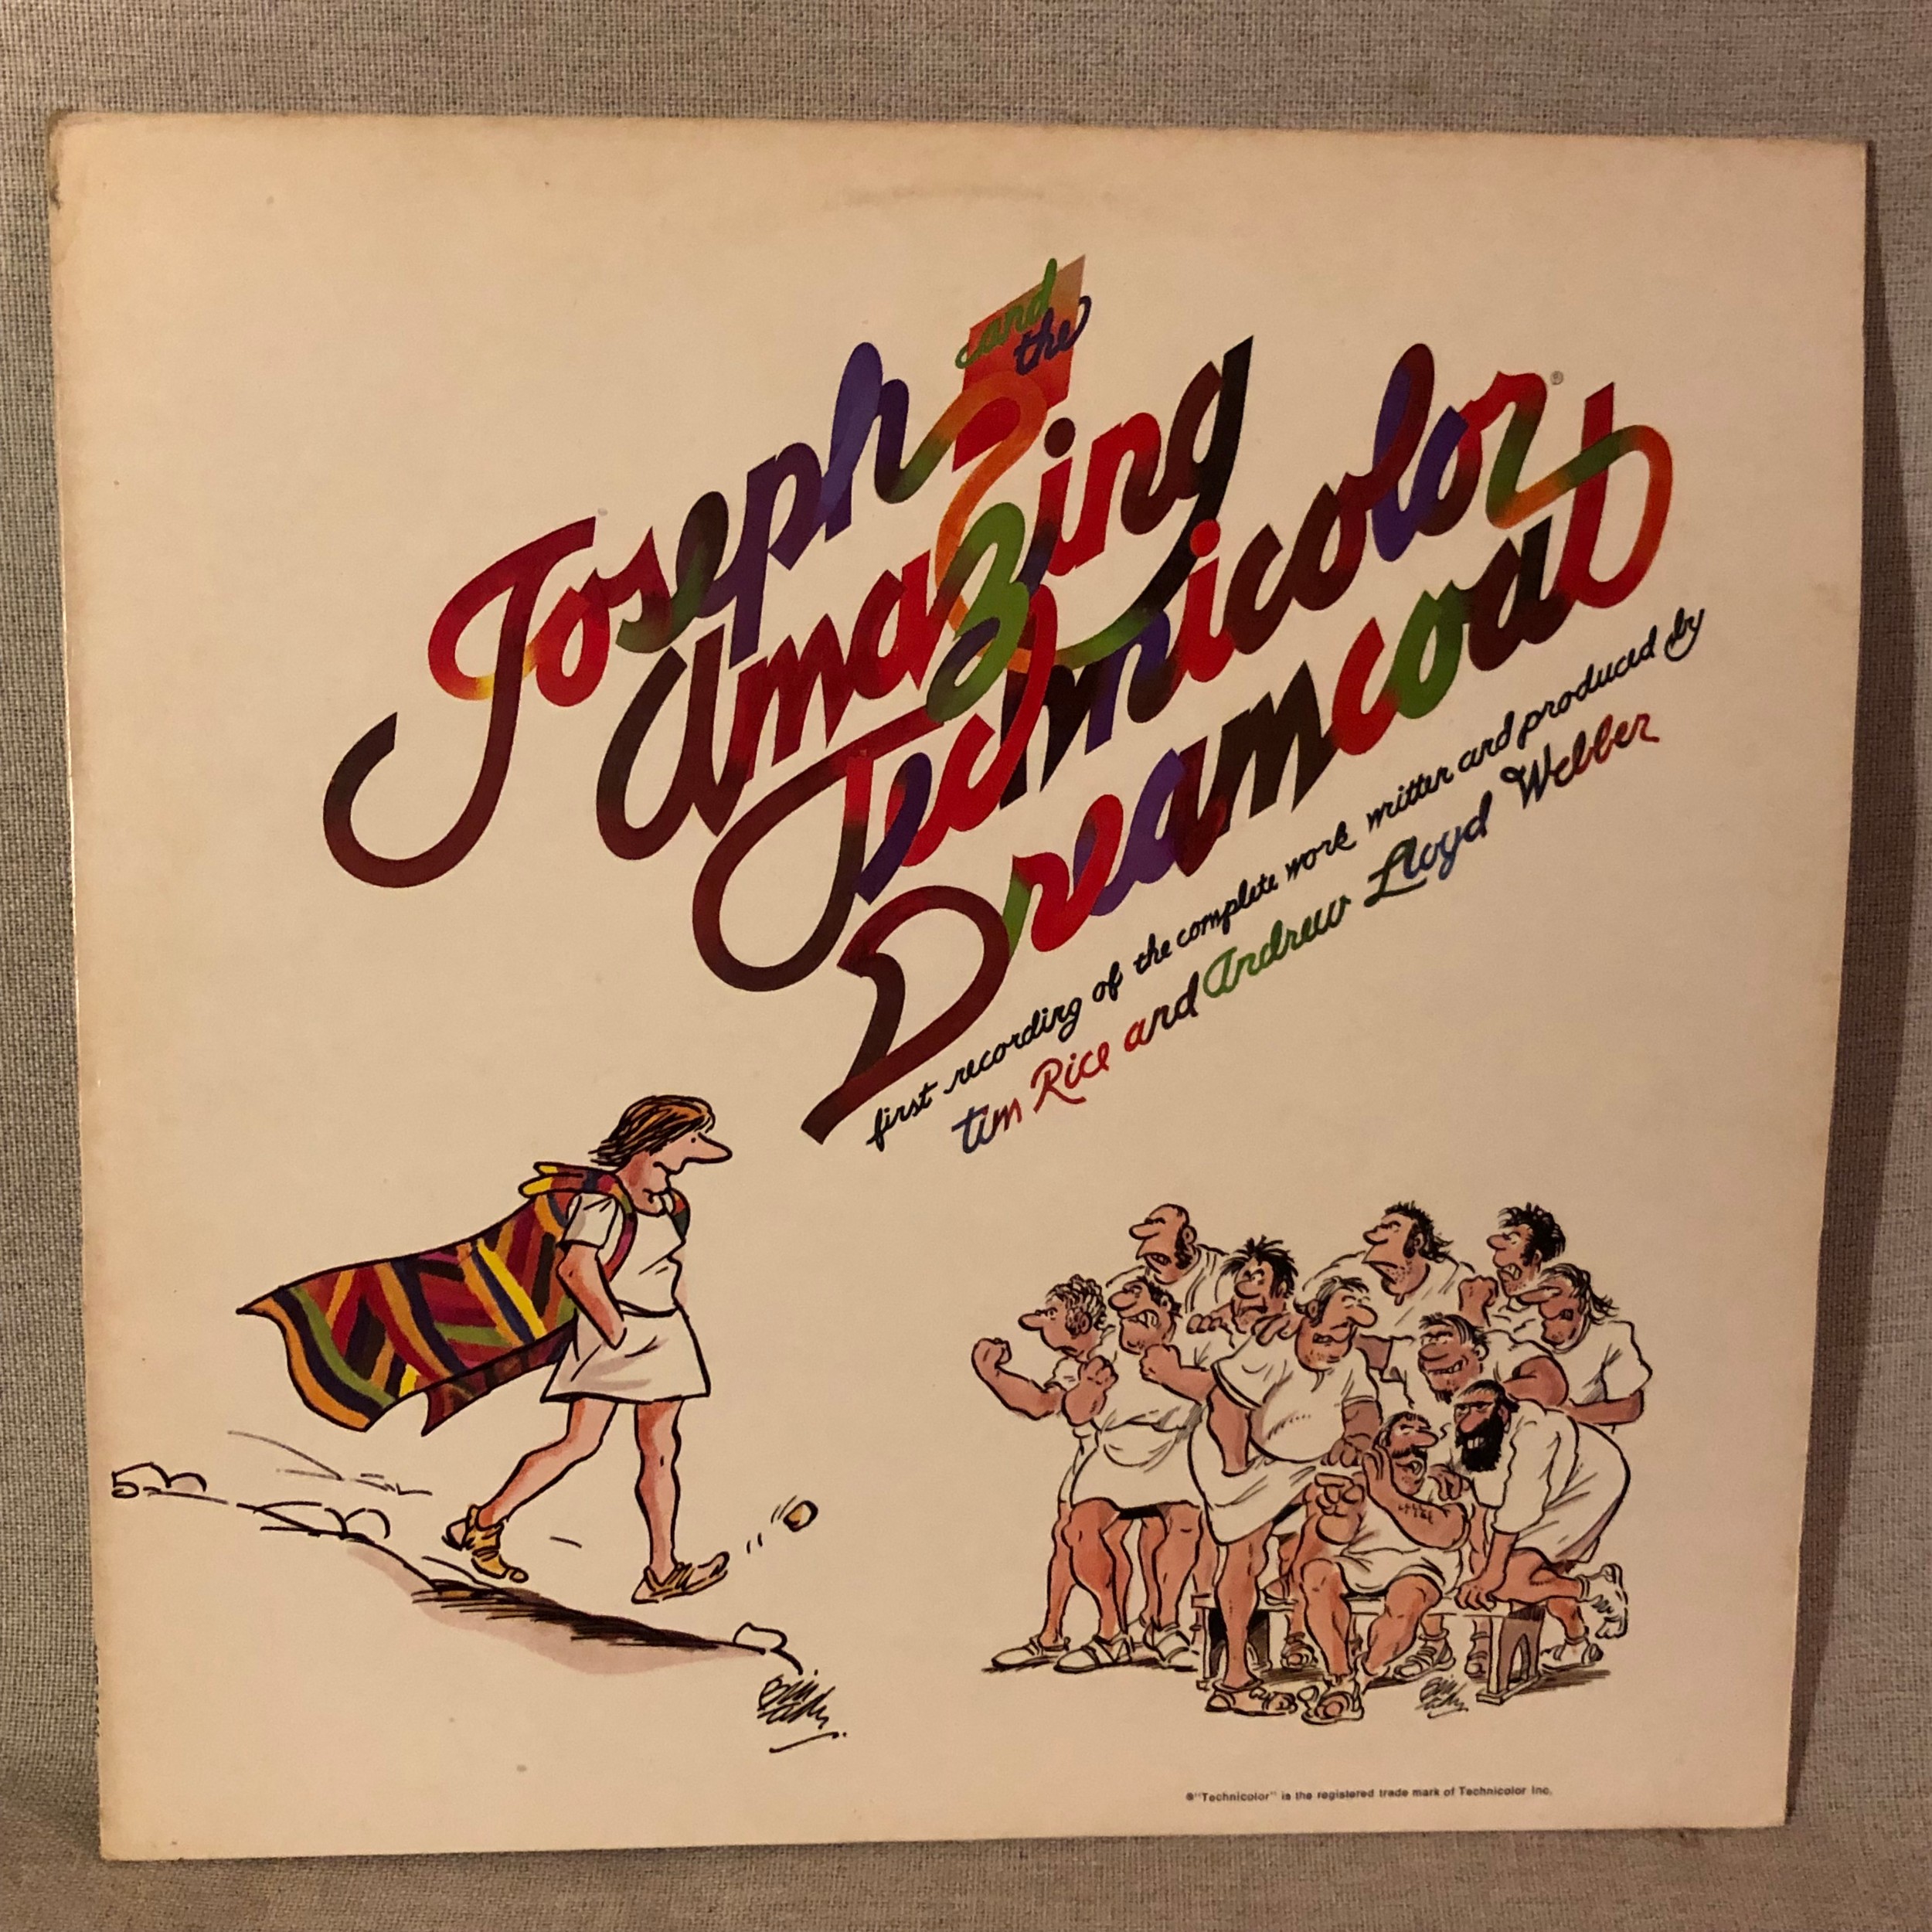 Joseph and the
Amazing
Technicolor®
Dreamcoat
first recording of the complete work written and produced by
Tim Rice and Andrew Lloyd Webber
®"Technicolor" is the registered trade mark of Technicolor Inc.